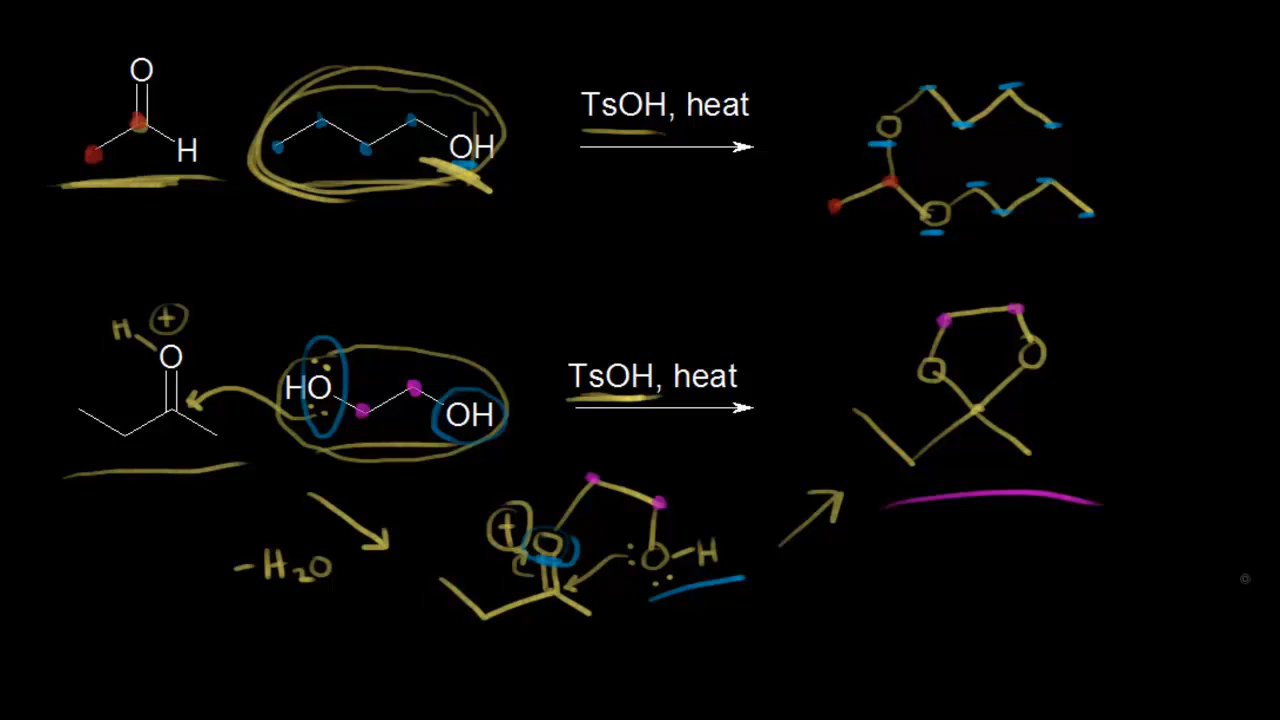 O
H
OH
TsOH, heat
O
O
H +
O
HO
OH
TsOH, heat
O O
+
O
O-H
-H₂O